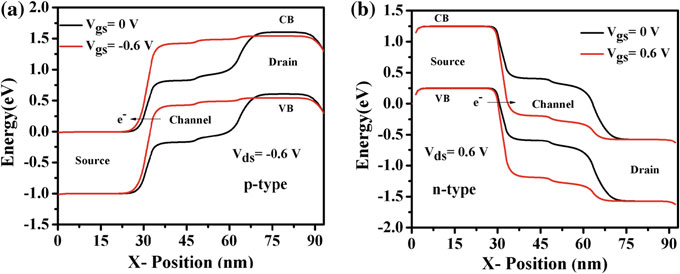 (a)
Vgs= 0 V
Vgs= -0.6 V
CB
Drain
VB
e-
Channel
Source
Vds= -0.6 V
p-type
Energy(eV)
2.0
1.5
1.0
0.5
0.0
-0.5
-1.0
-1.5
0 15 30 45 60 75 90
X- Position (nm)
(b)
CB
Vgs= 0 V
Vgs= 0.6 V
Source
VB
e-
Channel
Vds= 0.6 V
Drain
n-type
Energy(eV)
1.5
1.0
0.5
0.0
-0.5
-1.0
-1.5
-2.0
0 15 30 45 60 75 90
X- Position (nm)